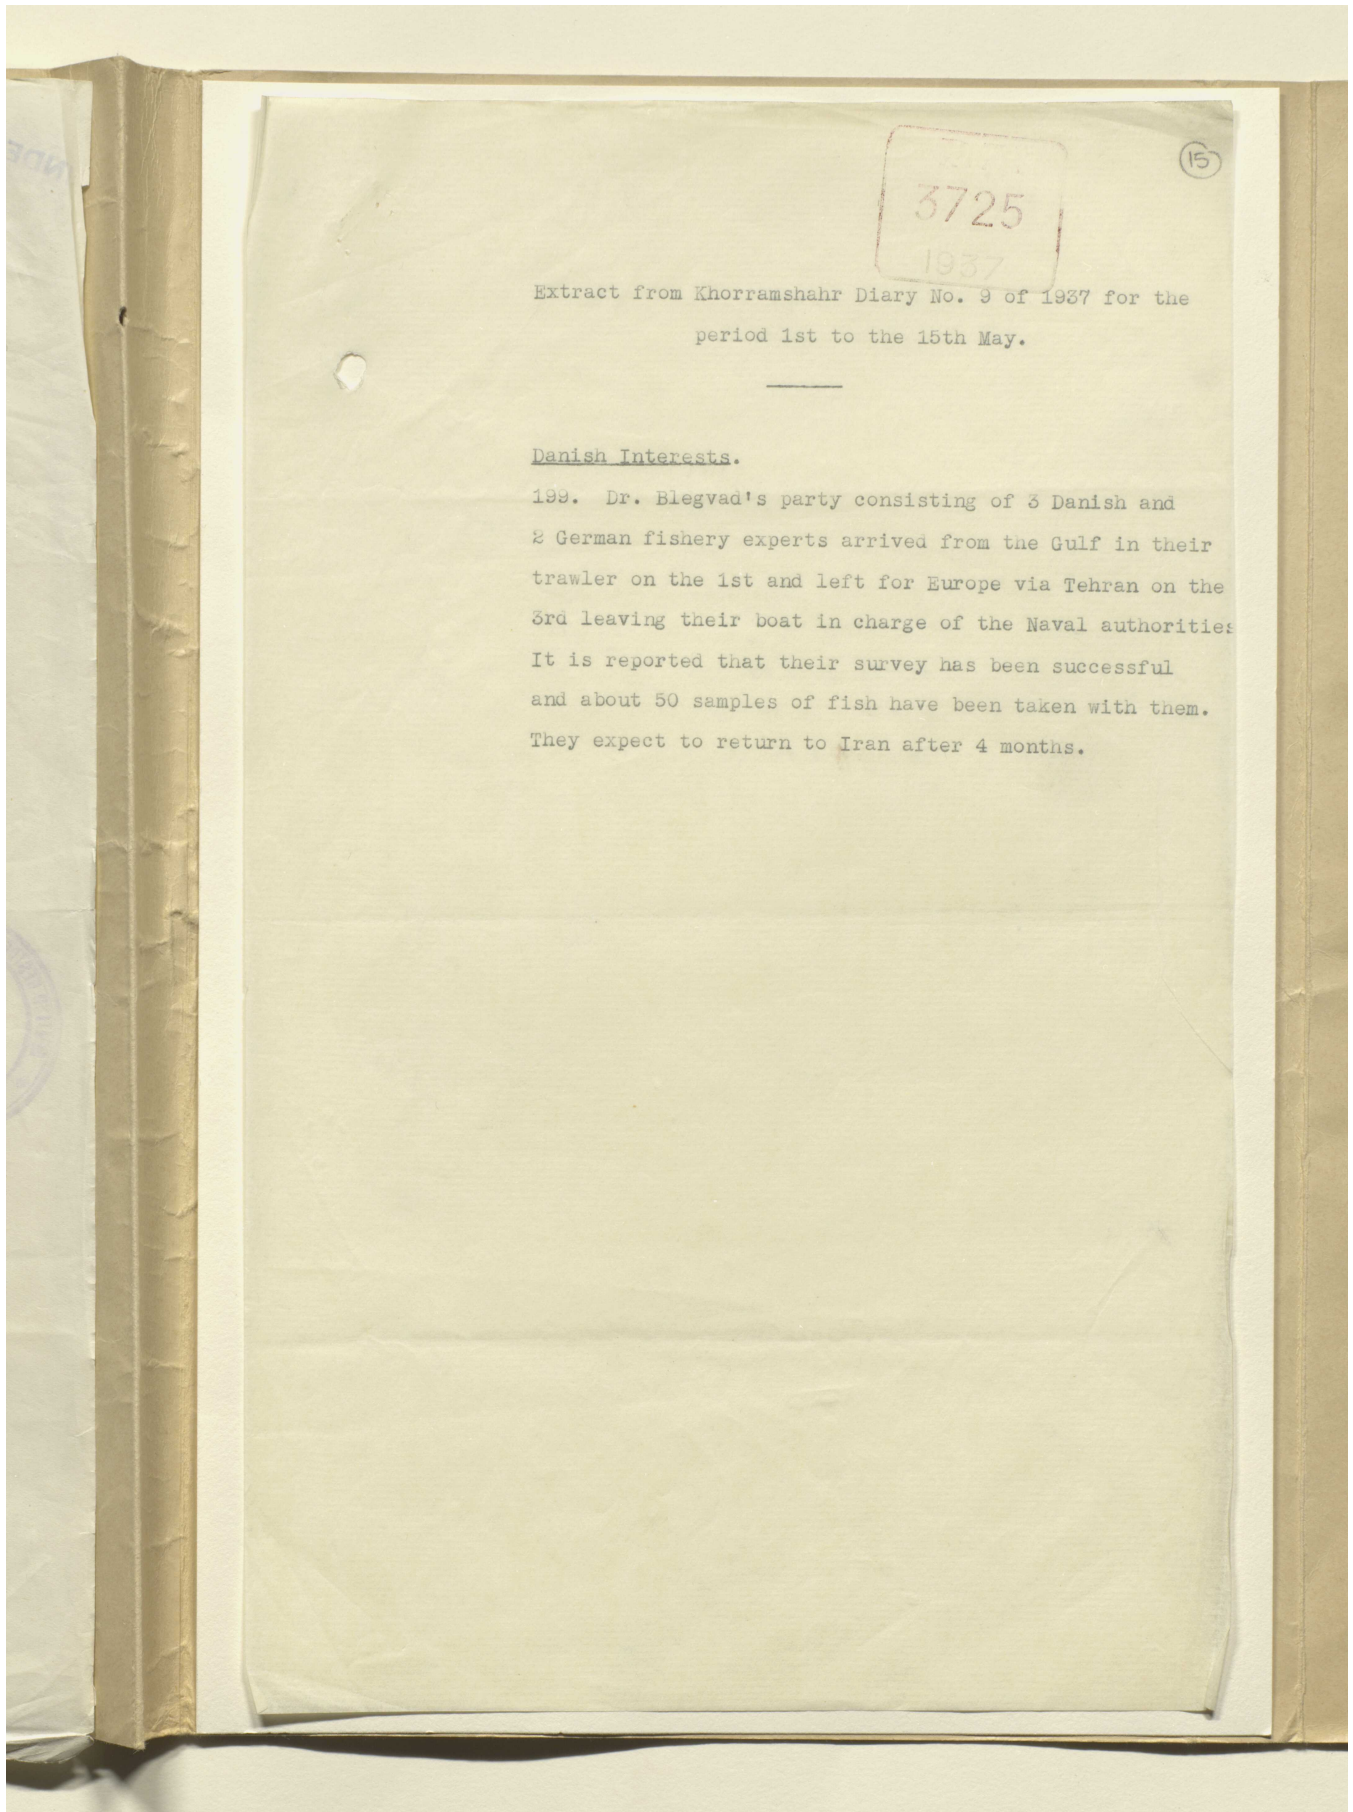 15
3725
1937
Extract from Khorramshahr Diary No. 9 of 1937 for the
period 1st to the 15th May.
Danish Interests.
199. Dr. Blegvad's party consisting of 3 Danish and
2 German fishery experts arrived from the Gulf in their
trawler on the 1st and left for Europe via Tehran on the
3rd leaving their boat in charge of the Naval authorities
It is reported that their survey has been successful
and about 50 samples of fish have been taken with them.
They expect to return to Iran after 4 months.